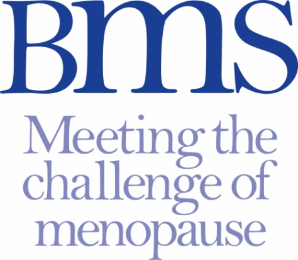 BMS
Meeting the
challenge of
menopause